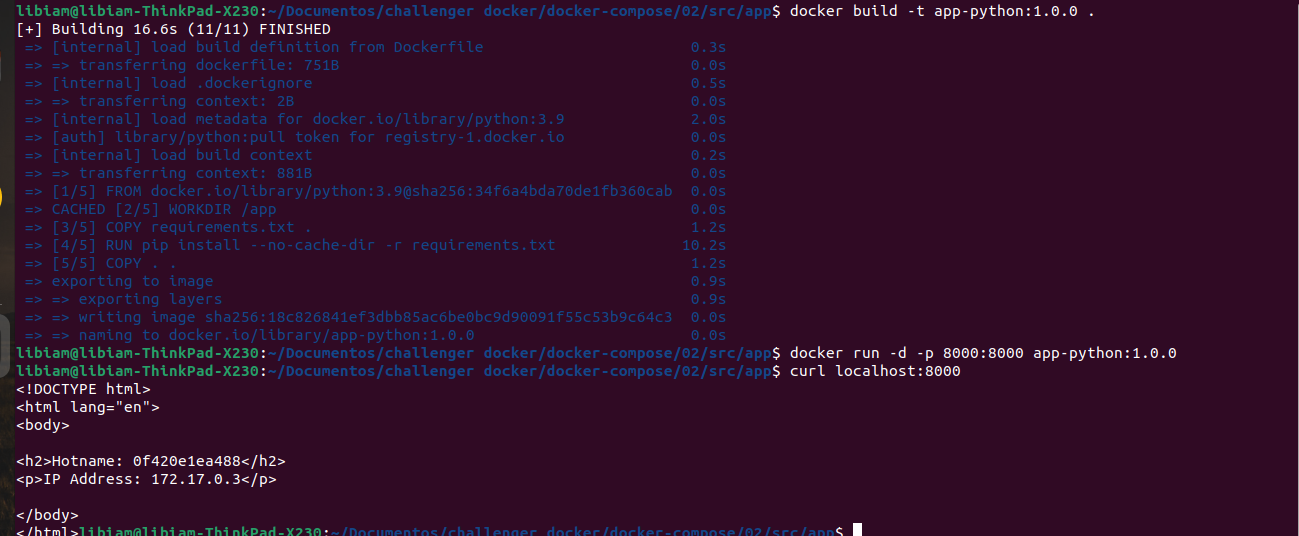 libiam@libiam-ThinkPad-X230:~/Documentos/challenger docker/docker-compose/02/src/app$ docker build -t app-python:1.0.0 .
[+] Building 16.6s (11/11) FINISHED
=> [internal] load build definition from Dockerfile 0.3s
=> => transferring dockerfile: 751B 0.0s
=> [internal] load .dockerignore 0.5s
=> => transferring context: 2B 0.0s
=> [internal] load metadata for docker.io/library/python:3.9 2.0s
=> [auth] library/python:pull token for registry-1.docker.io 0.0s
=> [internal] load build context 0.2s
=> => transferring context: 881B 0.0s
=> [1/5] FROM docker.io/library/python:3.9@sha256:34f6a4bda70de1fb360cab 0.0s
=> CACHED [2/5] WORKDIR /app 0.0s
=> [3/5] COPY requirements.txt . 1.2s
=> [4/5] RUN pip install --no-cache-dir -r requirements.txt 10.2s
=> [5/5] COPY . . 1.2s
=> exporting to image 0.9s
=> => exporting layers 0.9s
=> => writing image sha256:18c826841ef3dbb85ac6be0bc9d90091f55c53b9c64c3 0.0s
=> => naming to docker.io/library/app-python:1.0.0 0.0s
libiam@libiam-ThinkPad-X230:~/Documentos/challenger docker/docker-compose/02/src/app$ docker run -d -p 8000:8000 app-python:1.0.0
libiam@libiam-ThinkPad-X230:~/Documentos/challenger docker/docker-compose/02/src/app$ curl localhost:8000
<!DOCTYPE html>
<html lang="en">
<body>
<h2>Hotname: 0f420e1ea488</h2>
<p>IP Address: 172.17.0.3</p>
</body>
</html>libiam@libiam-ThinkPad-X230:~/Documentos/challenger docker/docker-compose/02/src/app$